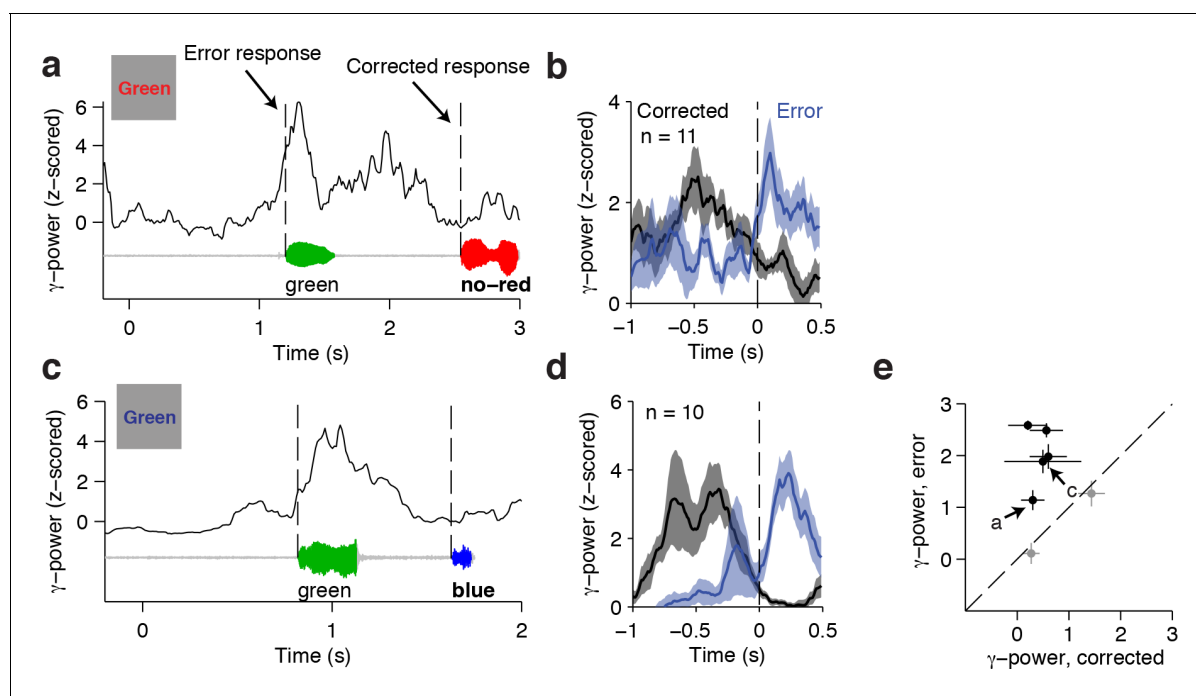 a
Green
Error response
Corrected response
γ−power (z−scored)
6
4
2
0
green
no−red
0
1
2
3
Time (s)
b
Corrected
n = 11
Error
γ−power (z−scored)
4
2
0
−1
−0.5
0
0.5
Time (s)
c
Green
γ−power (z−scored)
6
4
2
0
green
blue
0
1
2
Time (s)
d
n = 10
γ−power (z−scored)
6
4
2
0
−1
−0.5
0
0.5
Time (s)
e
γ−power, error
3
2
1
0
a
c
0
1
2
3
γ−power, corrected